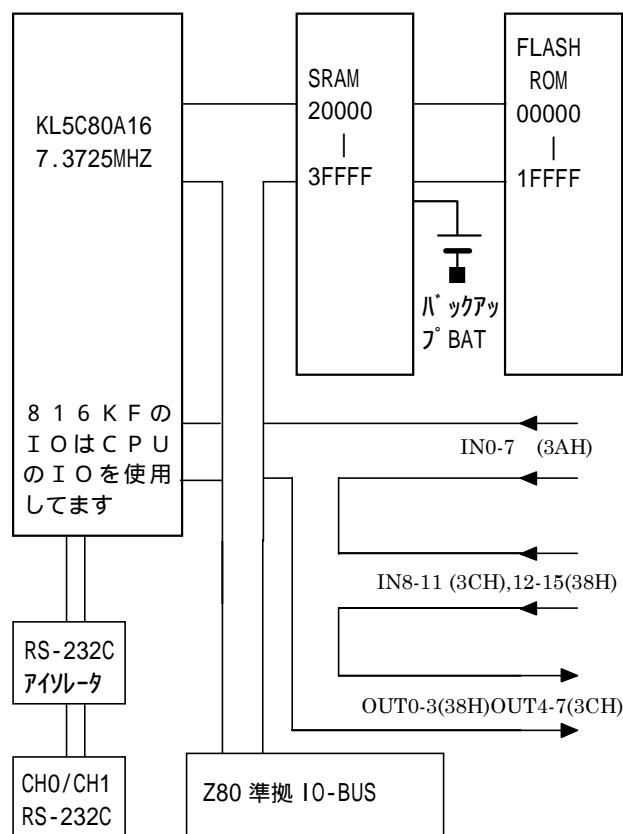 KL5C80A16
7.3725MHZ
816KFの
IOはCPU
のIOを使用
してます
SRAM
20000
|
3FFFF
FLASH
ROM
00000
|
1FFFF
バックアッ
プBAT
IN0-7 (3AH)
IN8-11 (3CH),12-15(38H)
OUT0-3(38H)OUT4-7(3CH)
RS-232C
アイソレータ
CH0/CH1
RS-232C
Z80 準拠 IO-BUS